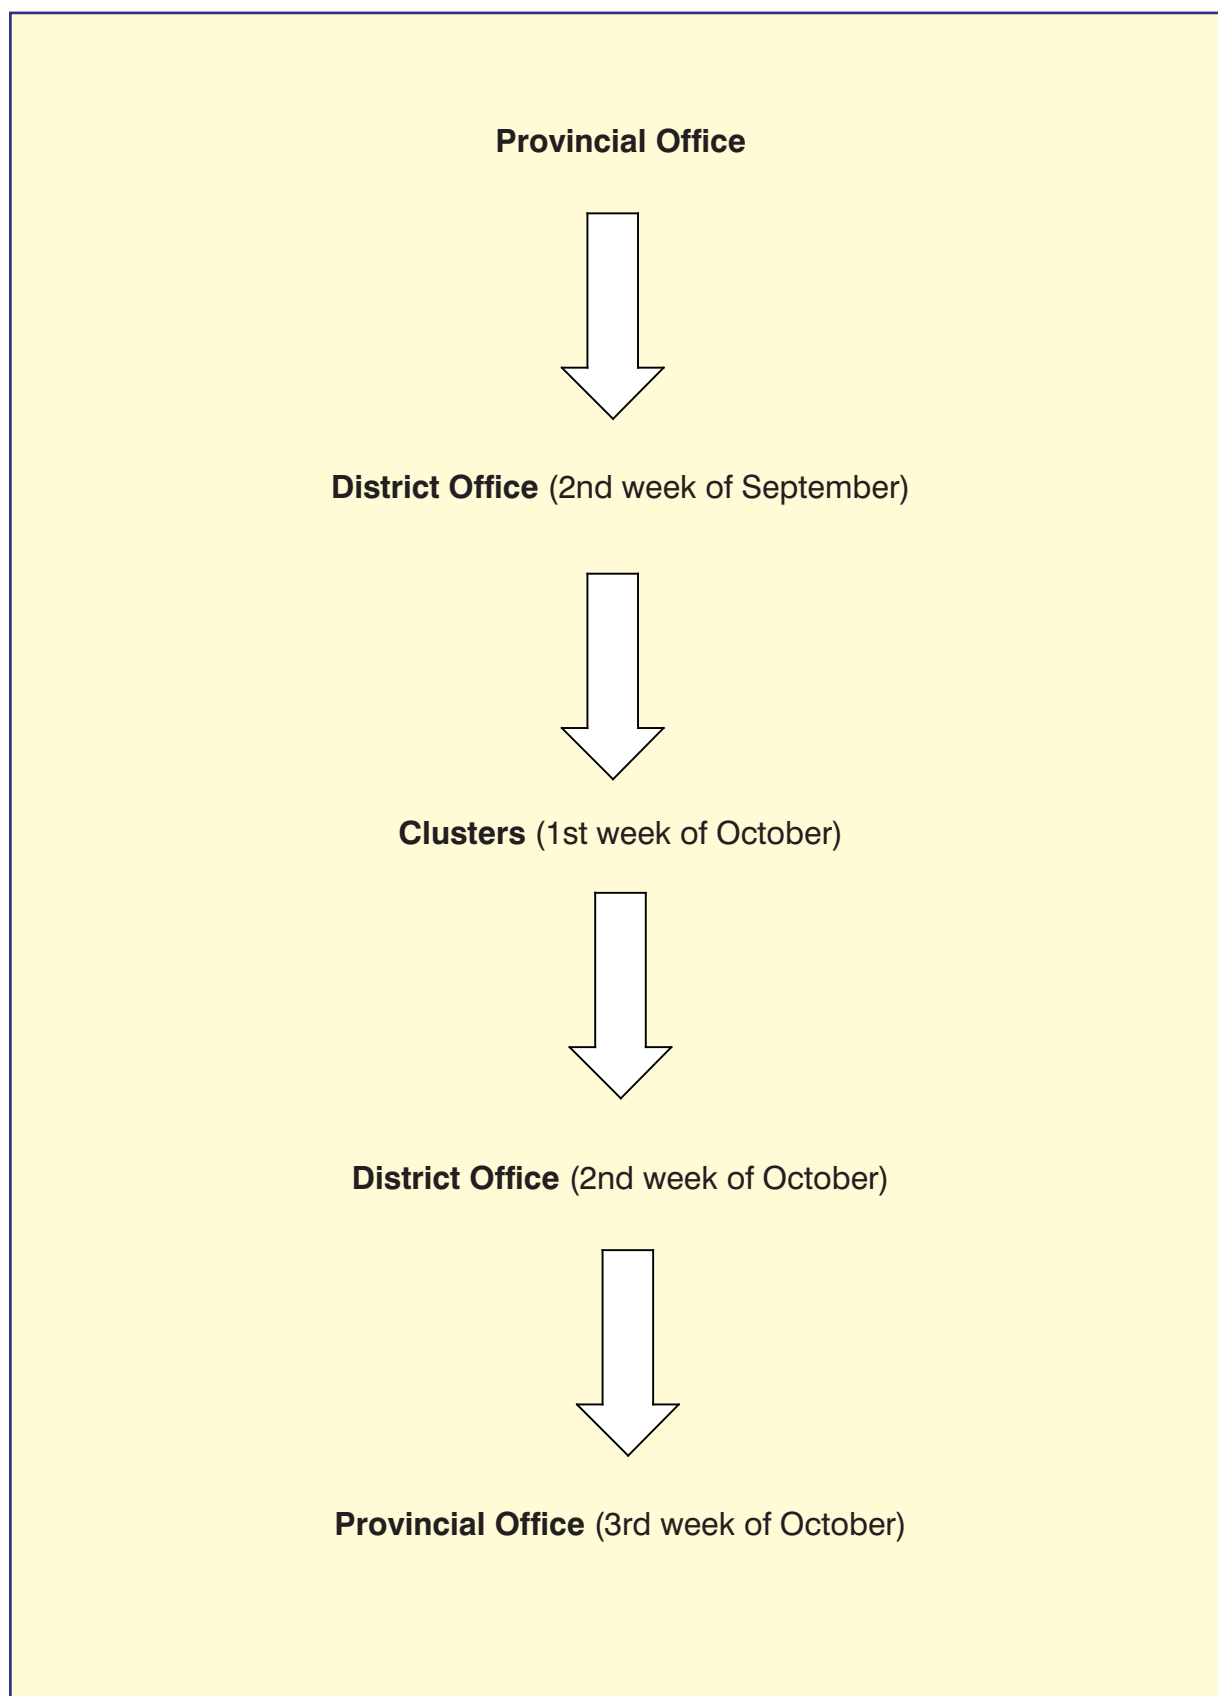 Provincial Office
District Office (2nd week of September)
Clusters (1st week of October)
District Office (2nd week of October)
Provincial Office (3rd week of October)